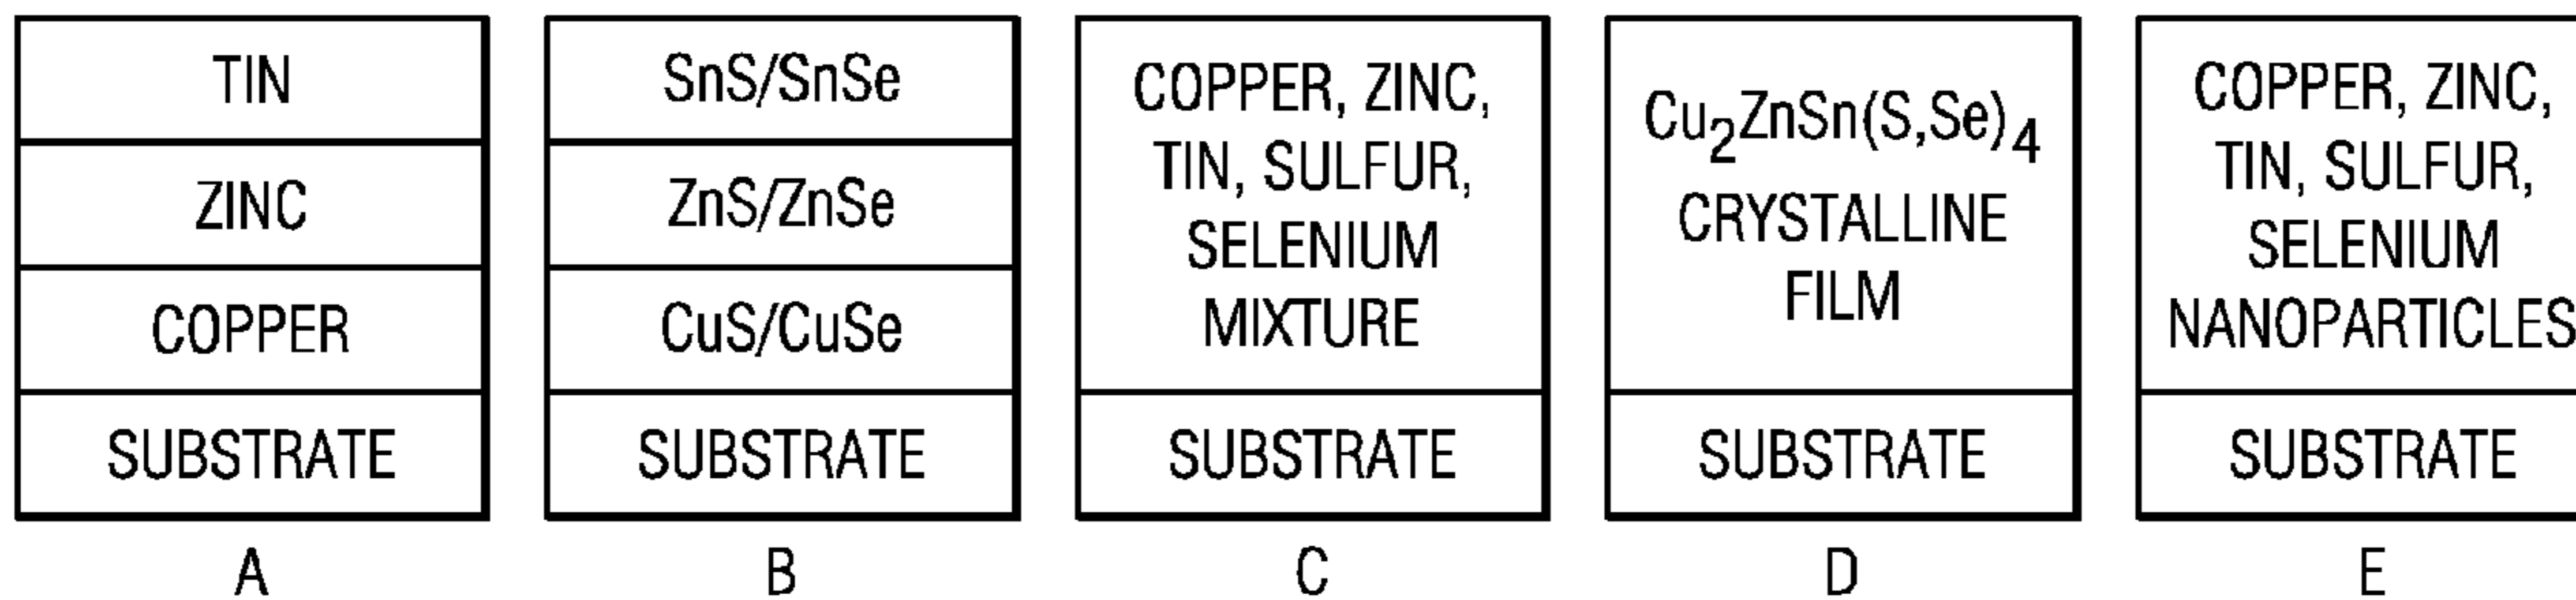 TIN
ZINC
COPPER
SUBSTRATE
A
SnS/SnSe
ZnS/ZnSe
CuS/CuSe
SUBSTRATE
B
COPPER, ZINC,
TIN, SULFUR,
SELENIUM
MIXTURE
SUBSTRATE
C
Cu2ZnSn(S,Se)4
CRYSTALLINE
FILM
SUBSTRATE
D
COPPER, ZINC,
TIN, SULFUR,
SELENIUM
NANOPARTICLES
SUBSTRATE
E